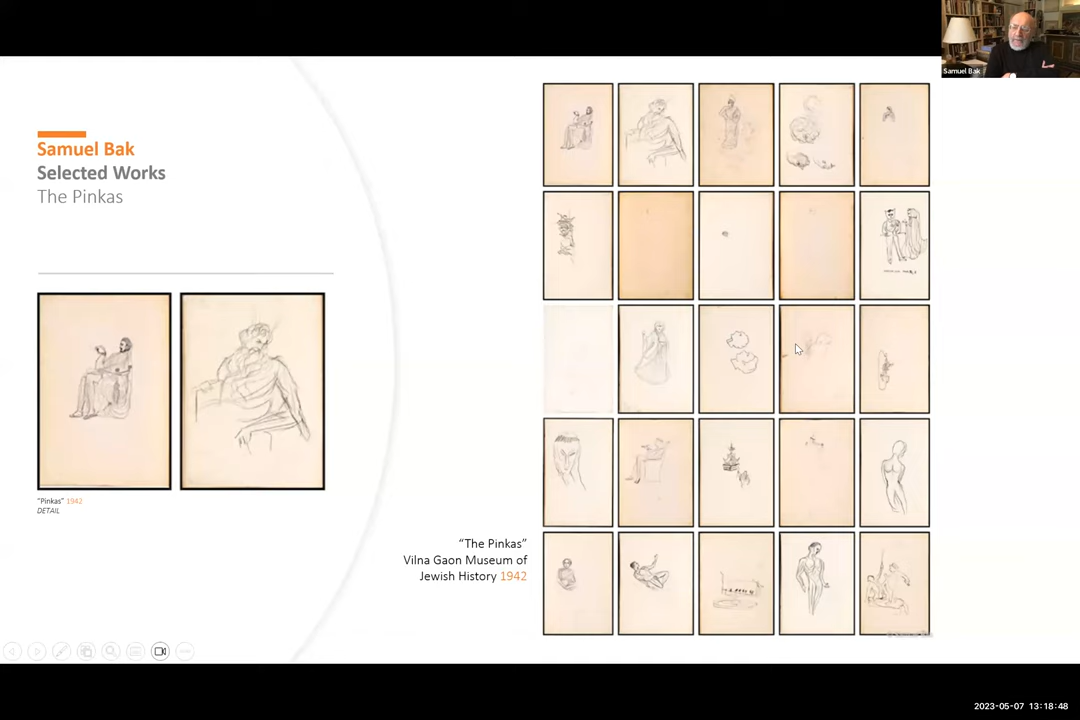 Samuel Bak
Samuel Bak
Selected Works
The Pinkas
"Pinkas" 1942
DETAIL
“The Pinkas”
Vilna Gaon Museum of
Jewish History 1942
2023-05-07 13:18:48